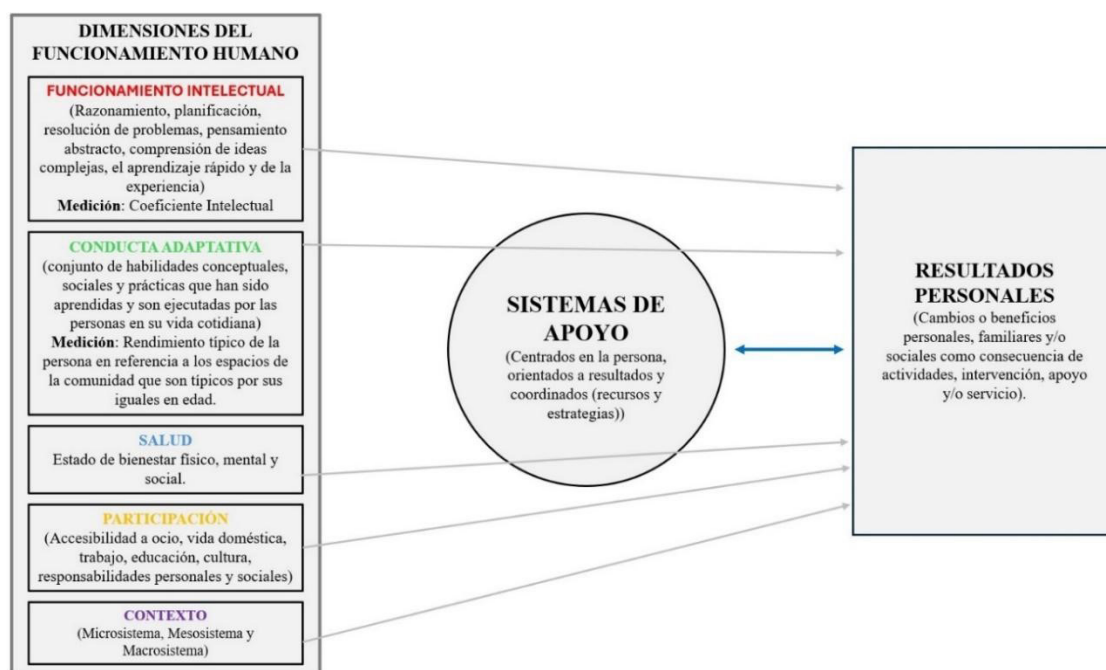 DIMENSIONES DEL
FUNCIONAMIENTO HUMANO
FUNCIONAMIENTO INTELECTUAL
(Razonamiento, planificación,
resolución de problemas, pensamiento
abstracto, comprensión de ideas
complejas, el aprendizaje rápido y de la
experiencia)
Medición: Coeficiente Intelectual
CONDUCTA ADAPTATIVA
(conjunto de habilidades conceptuales,
sociales y prácticas que han sido
aprendidas y son ejecutadas por las
personas en su vida cotidiana)
Medición: Rendimiento típico de la
persona en referencia a los espacios de
la comunidad que son típicos por sus
iguales en edad.
SALUD
Estado de bienestar físico, mental y
social.
PARTICIPACIÓN
(Accesibilidad a ocio, vida doméstica,
trabajo, educación, cultura,
responsabilidades personales y sociales)
CONTEXTO
(Microsistema, Mesosistema y
Macrosistema)
SISTEMAS DE
APOYO
(Centrados en la persona,
orientados a resultados y
coordinados (recursos y
estrategias))
RESULTADOS
PERSONALES
(Cambios o beneficios
personales, familiares y/o
sociales como consecuencia de
actividades, intervención, apoyo
y/o servicio).